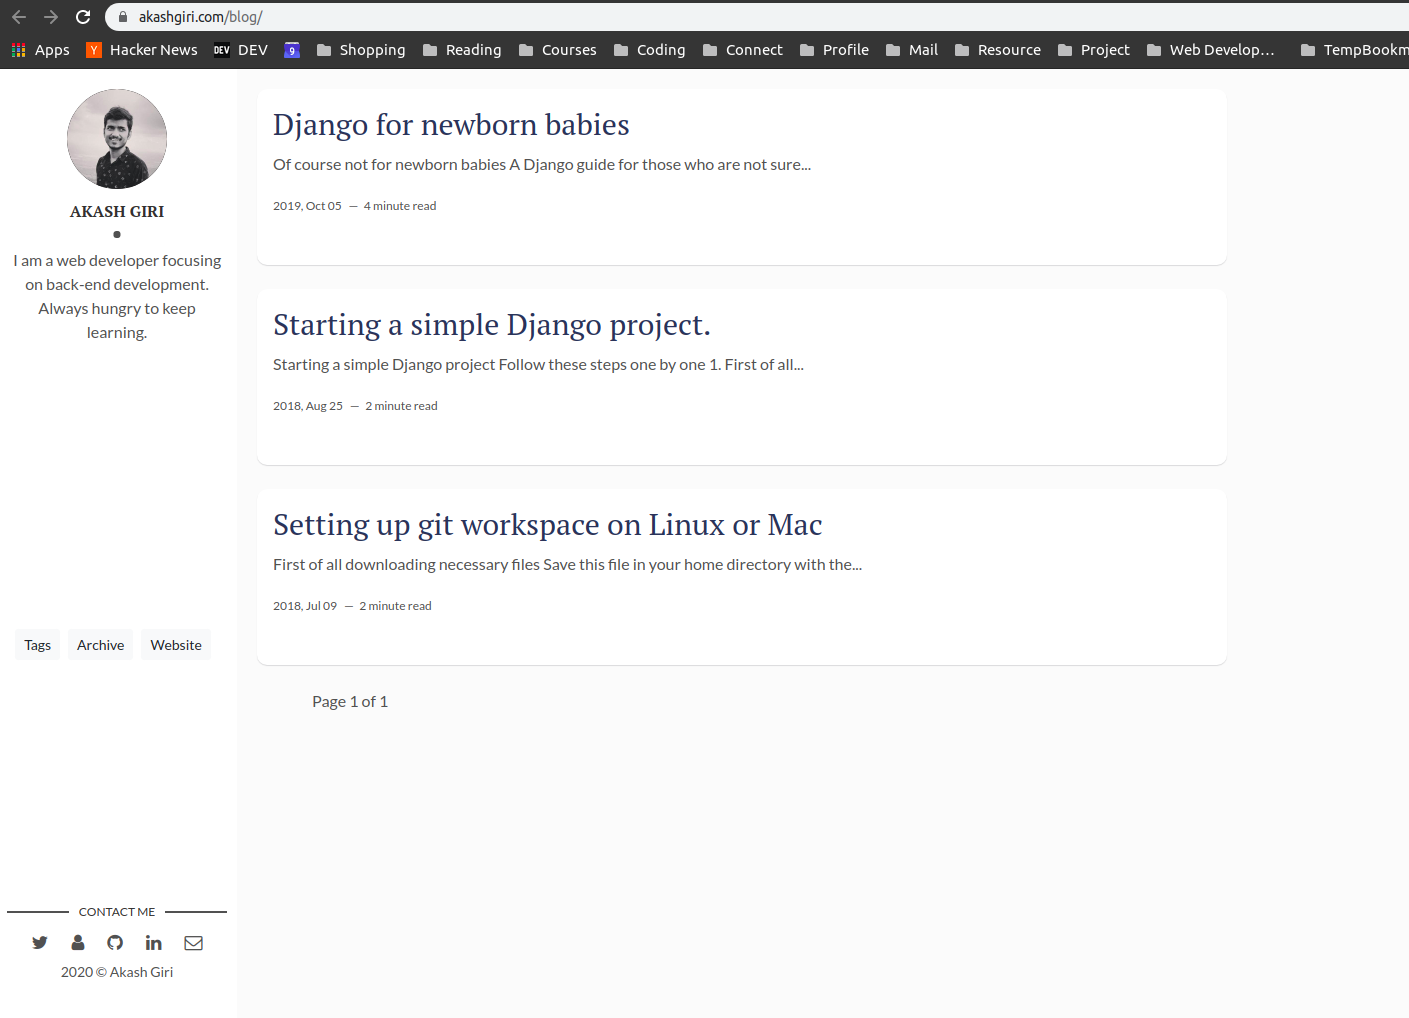 akashgiri.com/blog/
Apps Y Hacker News DEV DEV 9 Shopping Reading Courses Coding Connect Profile Mail Resource Project Web Develop... TempBookm
AKASH GIRI
I am a web developer focusing
on back-end development.
Always hungry to keep
learning.
Tags Archive Website
CONTACT ME
2020 © Akash Giri
Django for newborn babies
Of course not for newborn babies A Django guide for those who are not sure...
2019, Oct 05 — 4 minute read
Starting a simple Django project.
Starting a simple Django project Follow these steps one by one 1. First of all...
2018, Aug 25 — 2 minute read
Setting up git workspace on Linux or Mac
First of all downloading necessary files Save this file in your home directory with the...
2018, Jul 09 — 2 minute read
Page 1 of 1